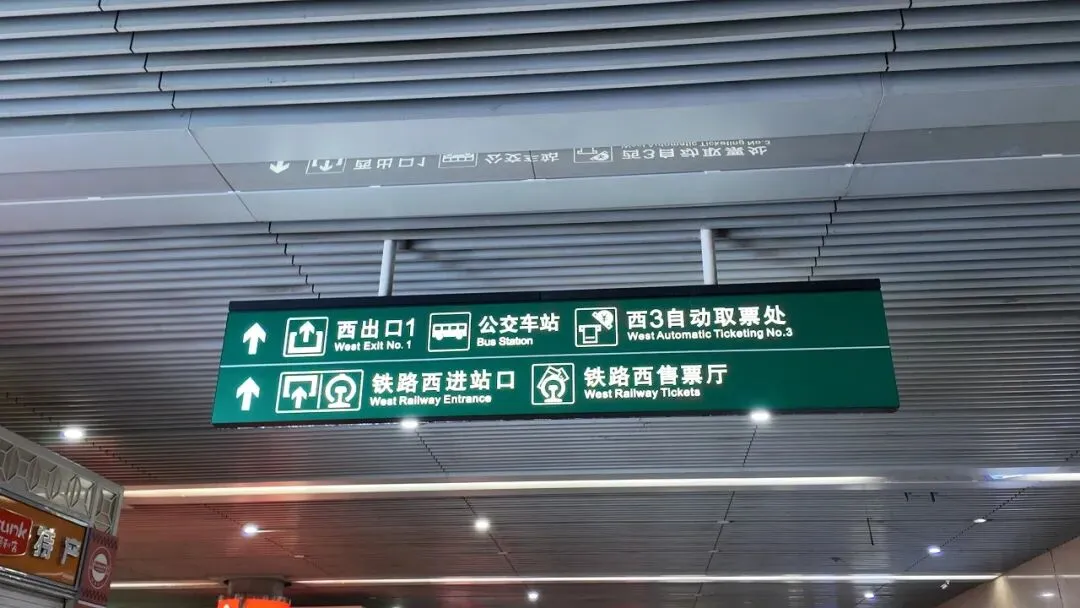 西出口1 公交车站 西3自动取票处
West Exit No. 1 Bus Station West Automatic Ticketing No.3
铁路西进站口 铁路西售票厅
West Railway Entrance West Railway Tickets
特产